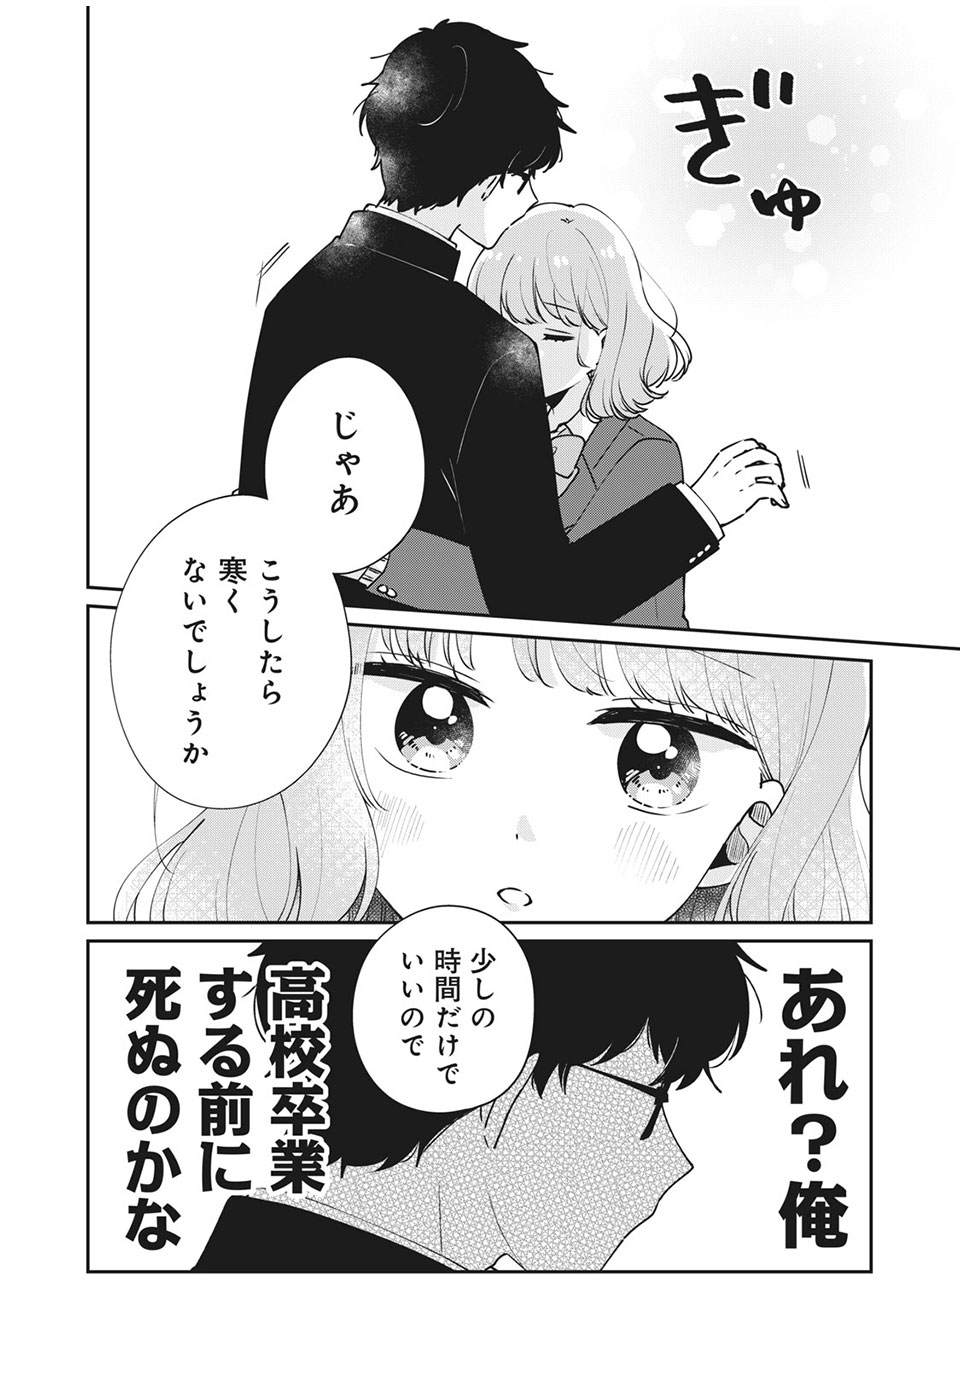 ぎゅ
じゃあ
こうしたら
寒く
ないでしょうか
あれ？俺
少しの
時間だけで
いいので
高校卒業
する前に
死ぬのかな